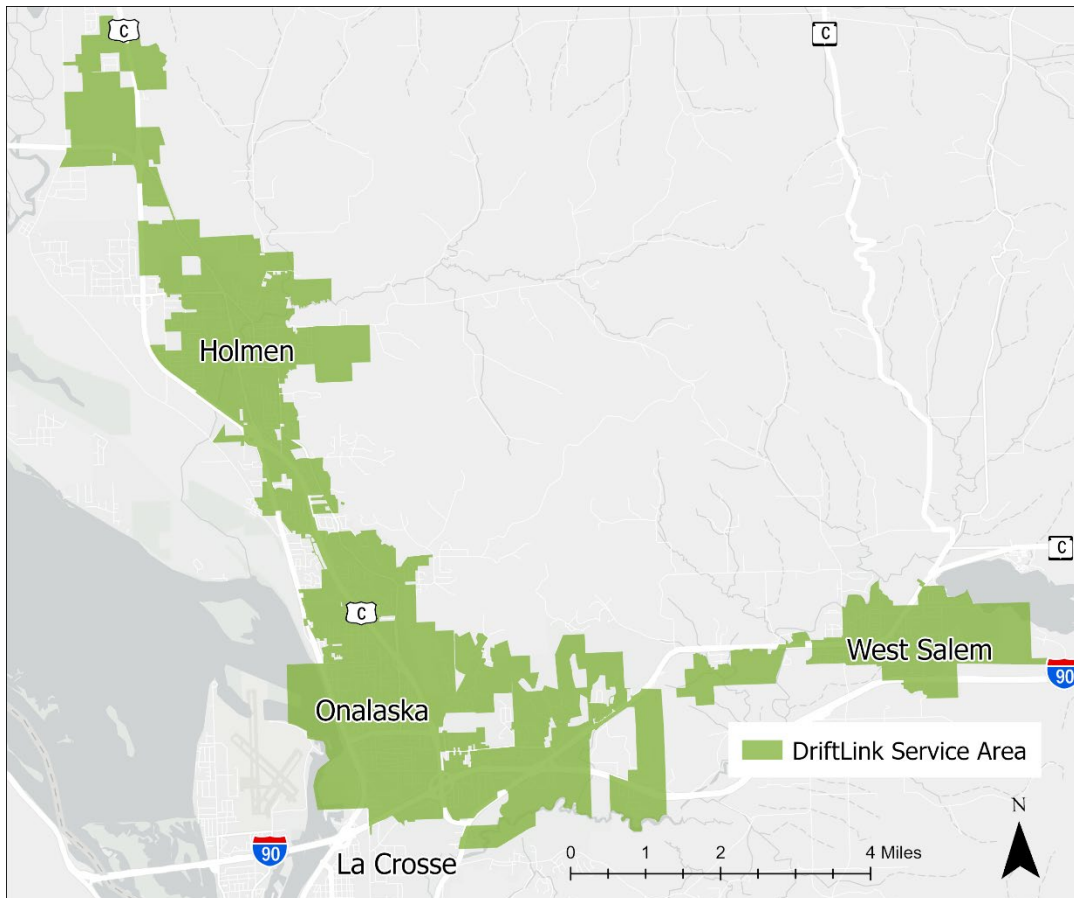 C
C
Holmen
C
C
West Salem
90
Onalaska
DriftLink Service Area
N
90
La Crosse
0 1 2 4 Miles